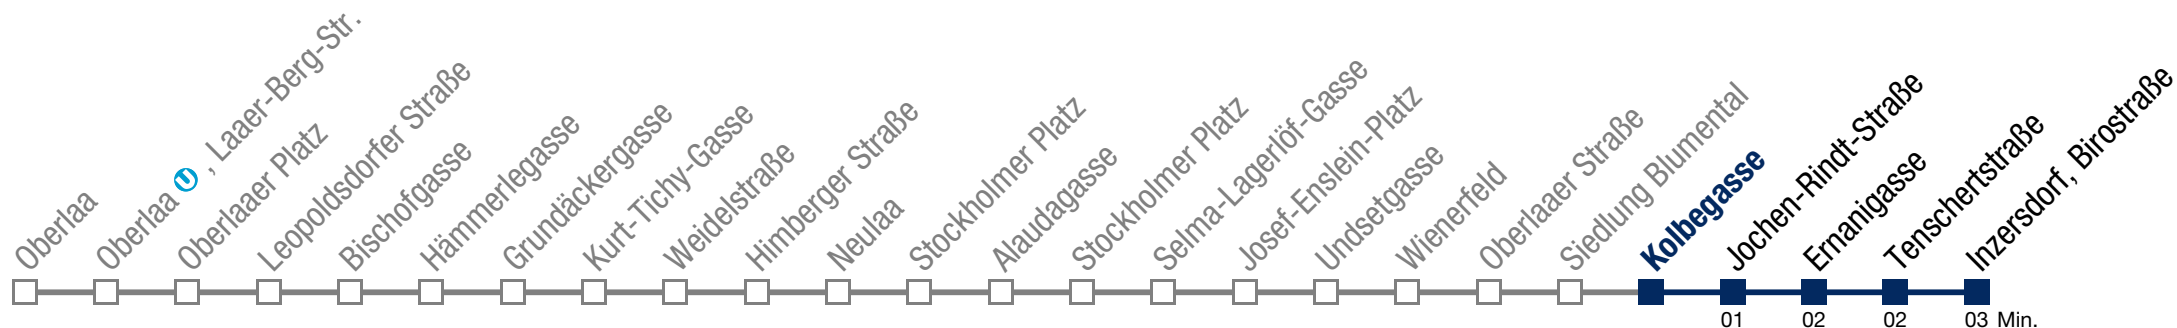 Oberlaa
Oberlaa U, Laaer-Berg-Str.
Oberlaaer Platz
Leopoldsdorfer Straße
Bischofgasse
Hämmerlegasse
Grundäckergasse
Kurt-Tichy-Gasse
Weidelstraße
Himberger Straße
Neulaa
Stockholmer Platz
Alaudagasse
Stockholmer Platz
Selma-Lagerlöf-Gasse
Josef-Enslein-Platz
Undsetgasse
Wienerfeld
Oberlaaer Straße
Siedlung Blumental
Kolbegasse
Jochen-Rindt-Straße
Ernanigasse
Tenschertstraße
Inzersdorf, Birostraße
01 02 02 03 Min.